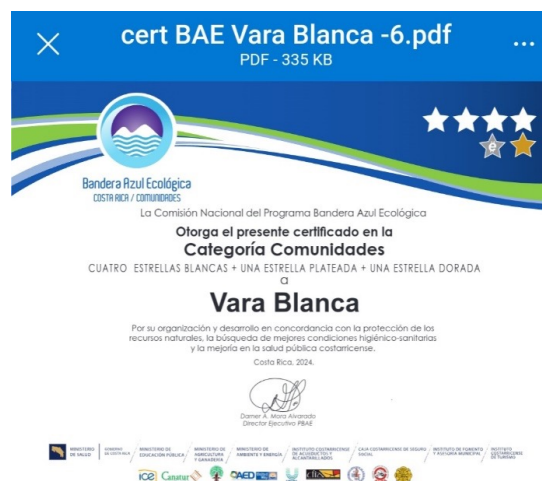 cert BAE Vara Blanca -6.pdf
PDF - 335 KB
Bandera Azul Ecológica
COSTA RICA / COMUNIDADES
La Comisión Nacional del Programa Bandera Azul Ecológica
Otorga el presente certificado en la
Categoría Comunidades
CUATRO ESTRELLAS BLANCAS + UNA ESTRELLA PLATEADA + UNA ESTRELLA DORADA
a
Vara Blanca
Por su organización y desarrollo en concordancia con la protección de los
recursos naturales, la búsqueda de mejores condiciones higiénico-sanitarias
y la mejoría en la salud pública costarricense.
Costa Rica, 2024.
Darner A. Mora Alvarado
Director Ejecutivo PBAE
MINISTERIO DE SALUD
GOBIERNO DE COSTA RICA
MINISTERIO DE EDUCACIÓN PÚBLICA
MINISTERIO DE AGRICULTURA Y GANADERÍA
MINISTERIO DE AMBIENTE Y ENERGÍA
INSTITUTO COSTARRICENSE DE ACUEDUCTOS Y ALCANTARILLADOS
CAJA COSTARRICENSE DE SEGURO SOCIAL
INSTITUTO DE FOMENTO Y ASESORÍA MUNICIPAL
INSTITUTO COSTARRICENSE DE TURISMO
ice
Canatur